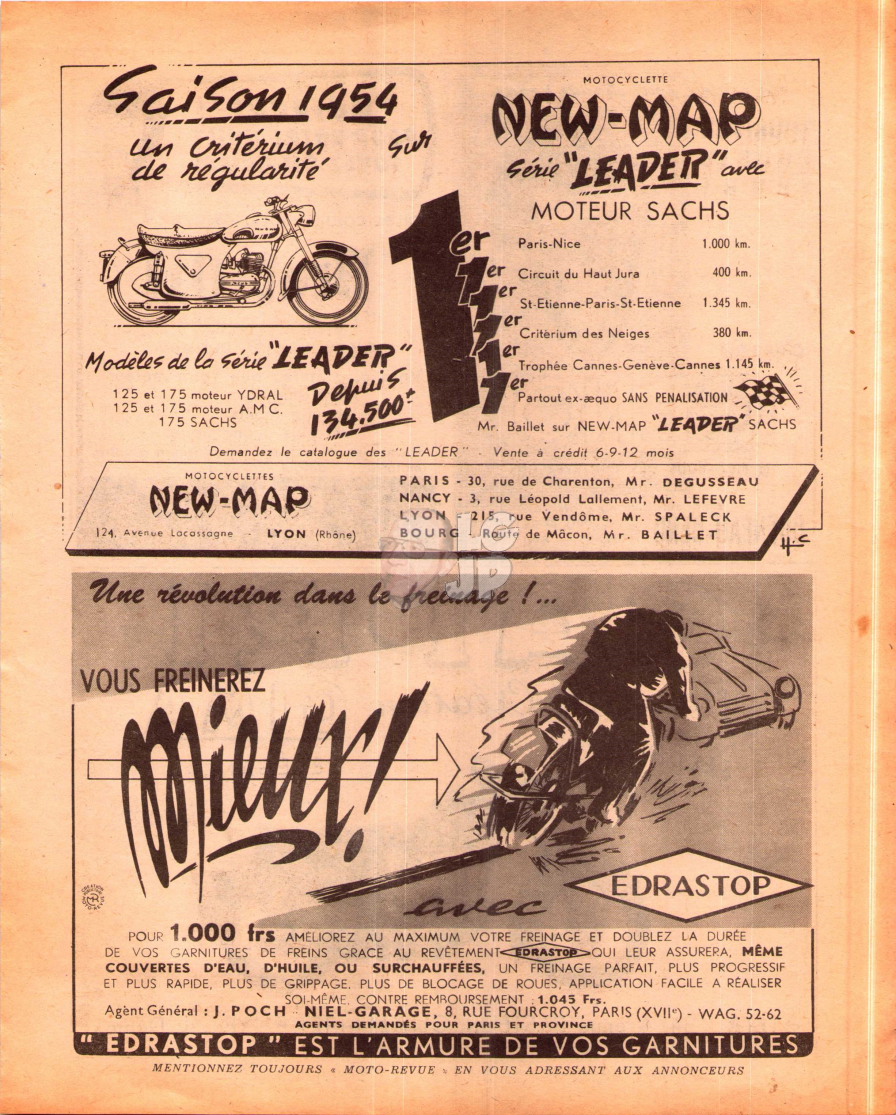 Saison 1954
un critérium
de régularité
sur
MOTOCYCLETTE
NEW-MAP
Série "LEADER" avec
MOTEUR SACHS
1er Paris-Nice 1.000 km.
1er Circuit du Haut Jura 400 km.
1er St-Etienne-Paris-St-Etienne 1.345 km.
1er Critèrium des Neiges 380 km.
1er Trophée Cannes-Genève-Cannes 1.145 km.
1er Partout ex-æquo SANS PENALISATION
Mr. Baillet sur NEW-MAP "LEADER" SACHS
Modèles de la Série "LEADER"
125 et 175 moteur YDRAL
125 et 175 moteur A.M.C.
175 SACHS
Depuis
134.500
Demandez le catalogue des "LEADER" - Vente à crédit 6-9-12 mois
MOTOCYCLETTES
NEW-MAP
124, Avenue Lacassagne - LYON (Rhône)
PARIS - 30, rue de Charenton, Mr. DEGUSSEAU
NANCY - 3, rue Léopold Lallement, Mr. LEFEVRE
LYON - 215, rue Vendôme, Mr. SPALECK
BOURG - Route de Mâcon, Mr. BAILLET
H.C
LC
JD
Une révolution dans le freinage !...
VOUS FREINEREZ
Mieux!
avec
EDRASTOP
POUR 1.000 frs AMÉLIOREZ AU MAXIMUM VOTRE FREINAGE ET DOUBLEZ LA DURÉE
DE VOS GARNITURES DE FREINS GRACE AU REVÊTEMENT EDRASTOP QUI LEUR ASSURERA, MÊME
COUVERTES D'EAU, D'HUILE, OU SURCHAUFFÉES, UN FREINAGE PARFAIT, PLUS PROGRESSIF
ET PLUS RAPIDE, PLUS DE GRIPPAGE, PLUS DE BLOCAGE DE ROUES, APPLICATION FACILE A RÉALISER
SOI-MÊME, CONTRE REMBOURSEMENT : 1.045 Frs.
Agent Général : J. POCH - NIEL-GARAGE, 8, RUE FOURCROY, PARIS (XVIIe) - WAG. 52-62
AGENTS DEMANDÉS POUR PARIS ET PROVINCE
" EDRASTOP " EST L'ARMURE DE VOS GARNITURES
MENTIONNEZ TOUJOURS « MOTO-REVUE » EN VOUS ADRESSANT AUX ANNONCEURS